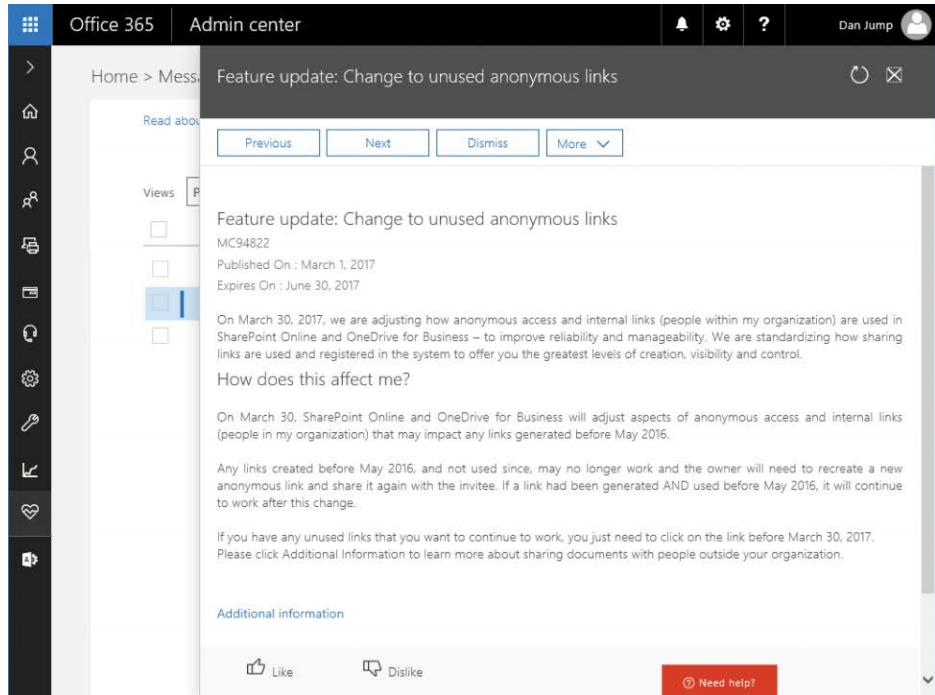 Office 365 Admin center ? Dan Jump
Home > Mess
Feature update: Change to unused anonymous links
Read abou
Previous Next Dismiss More
Views P
Feature update: Change to unused anonymous links
MC94822
Published On : March 1, 2017
Expires On : June 30, 2017
On March 30, 2017, we are adjusting how anonymous access and internal links (people within my organization) are used in
SharePoint Online and OneDrive for Business – to improve reliability and manageability. We are standardizing how sharing
links are used and registered in the system to offer you the greatest levels of creation, visibility and control.
How does this affect me?
On March 30, SharePoint Online and OneDrive for Business will adjust aspects of anonymous access and internal links
(people in my organization) that may impact any links generated before May 2016.
Any links created before May 2016, and not used since, may no longer work and the owner will need to recreate a new
anonymous link and share it again with the invitee. If a link had been generated AND used before May 2016, it will continue
to work after this change.
If you have any unused links that you want to continue to work, you just need to click on the link before March 30, 2017.
Please click Additional Information to learn more about sharing documents with people outside your organization.
Additional information
Like Dislike
Need help?